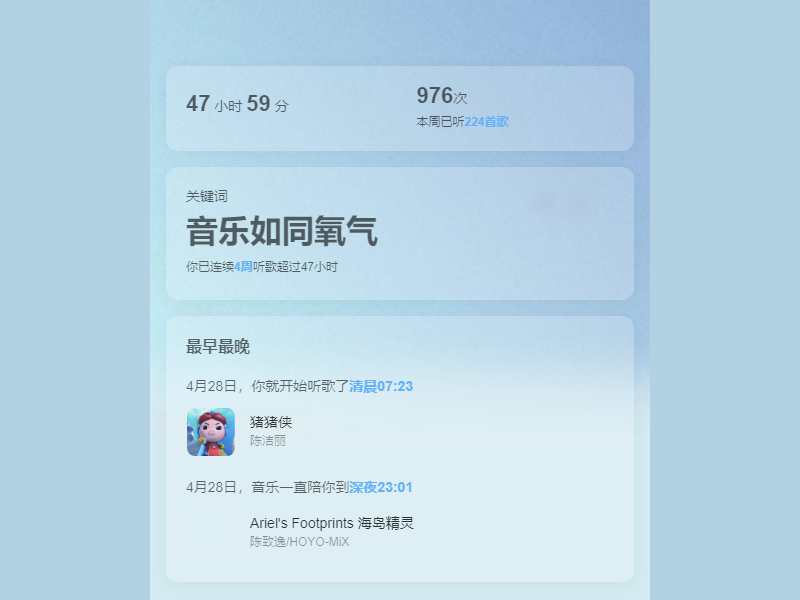 47 小时 59 分
976次
本周已听224首歌
关键词
音乐如同氧气
你已连续4周听歌超过47小时
最早最晚
4月28日，你就开始听歌了清晨07:23
猪猪侠
陈洁丽
4月28日，音乐一直陪你到深夜23:01
Ariel's Footprints 海鸟精灵
陈致逸/HOYO-MiX